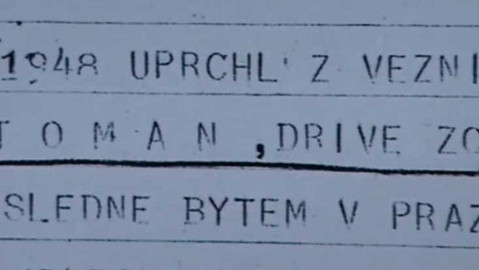 1948 UPRCHL' Z VEZNI
T O M A N ,DRIVE ZO
SLEDNE BYTEM V PRAZ